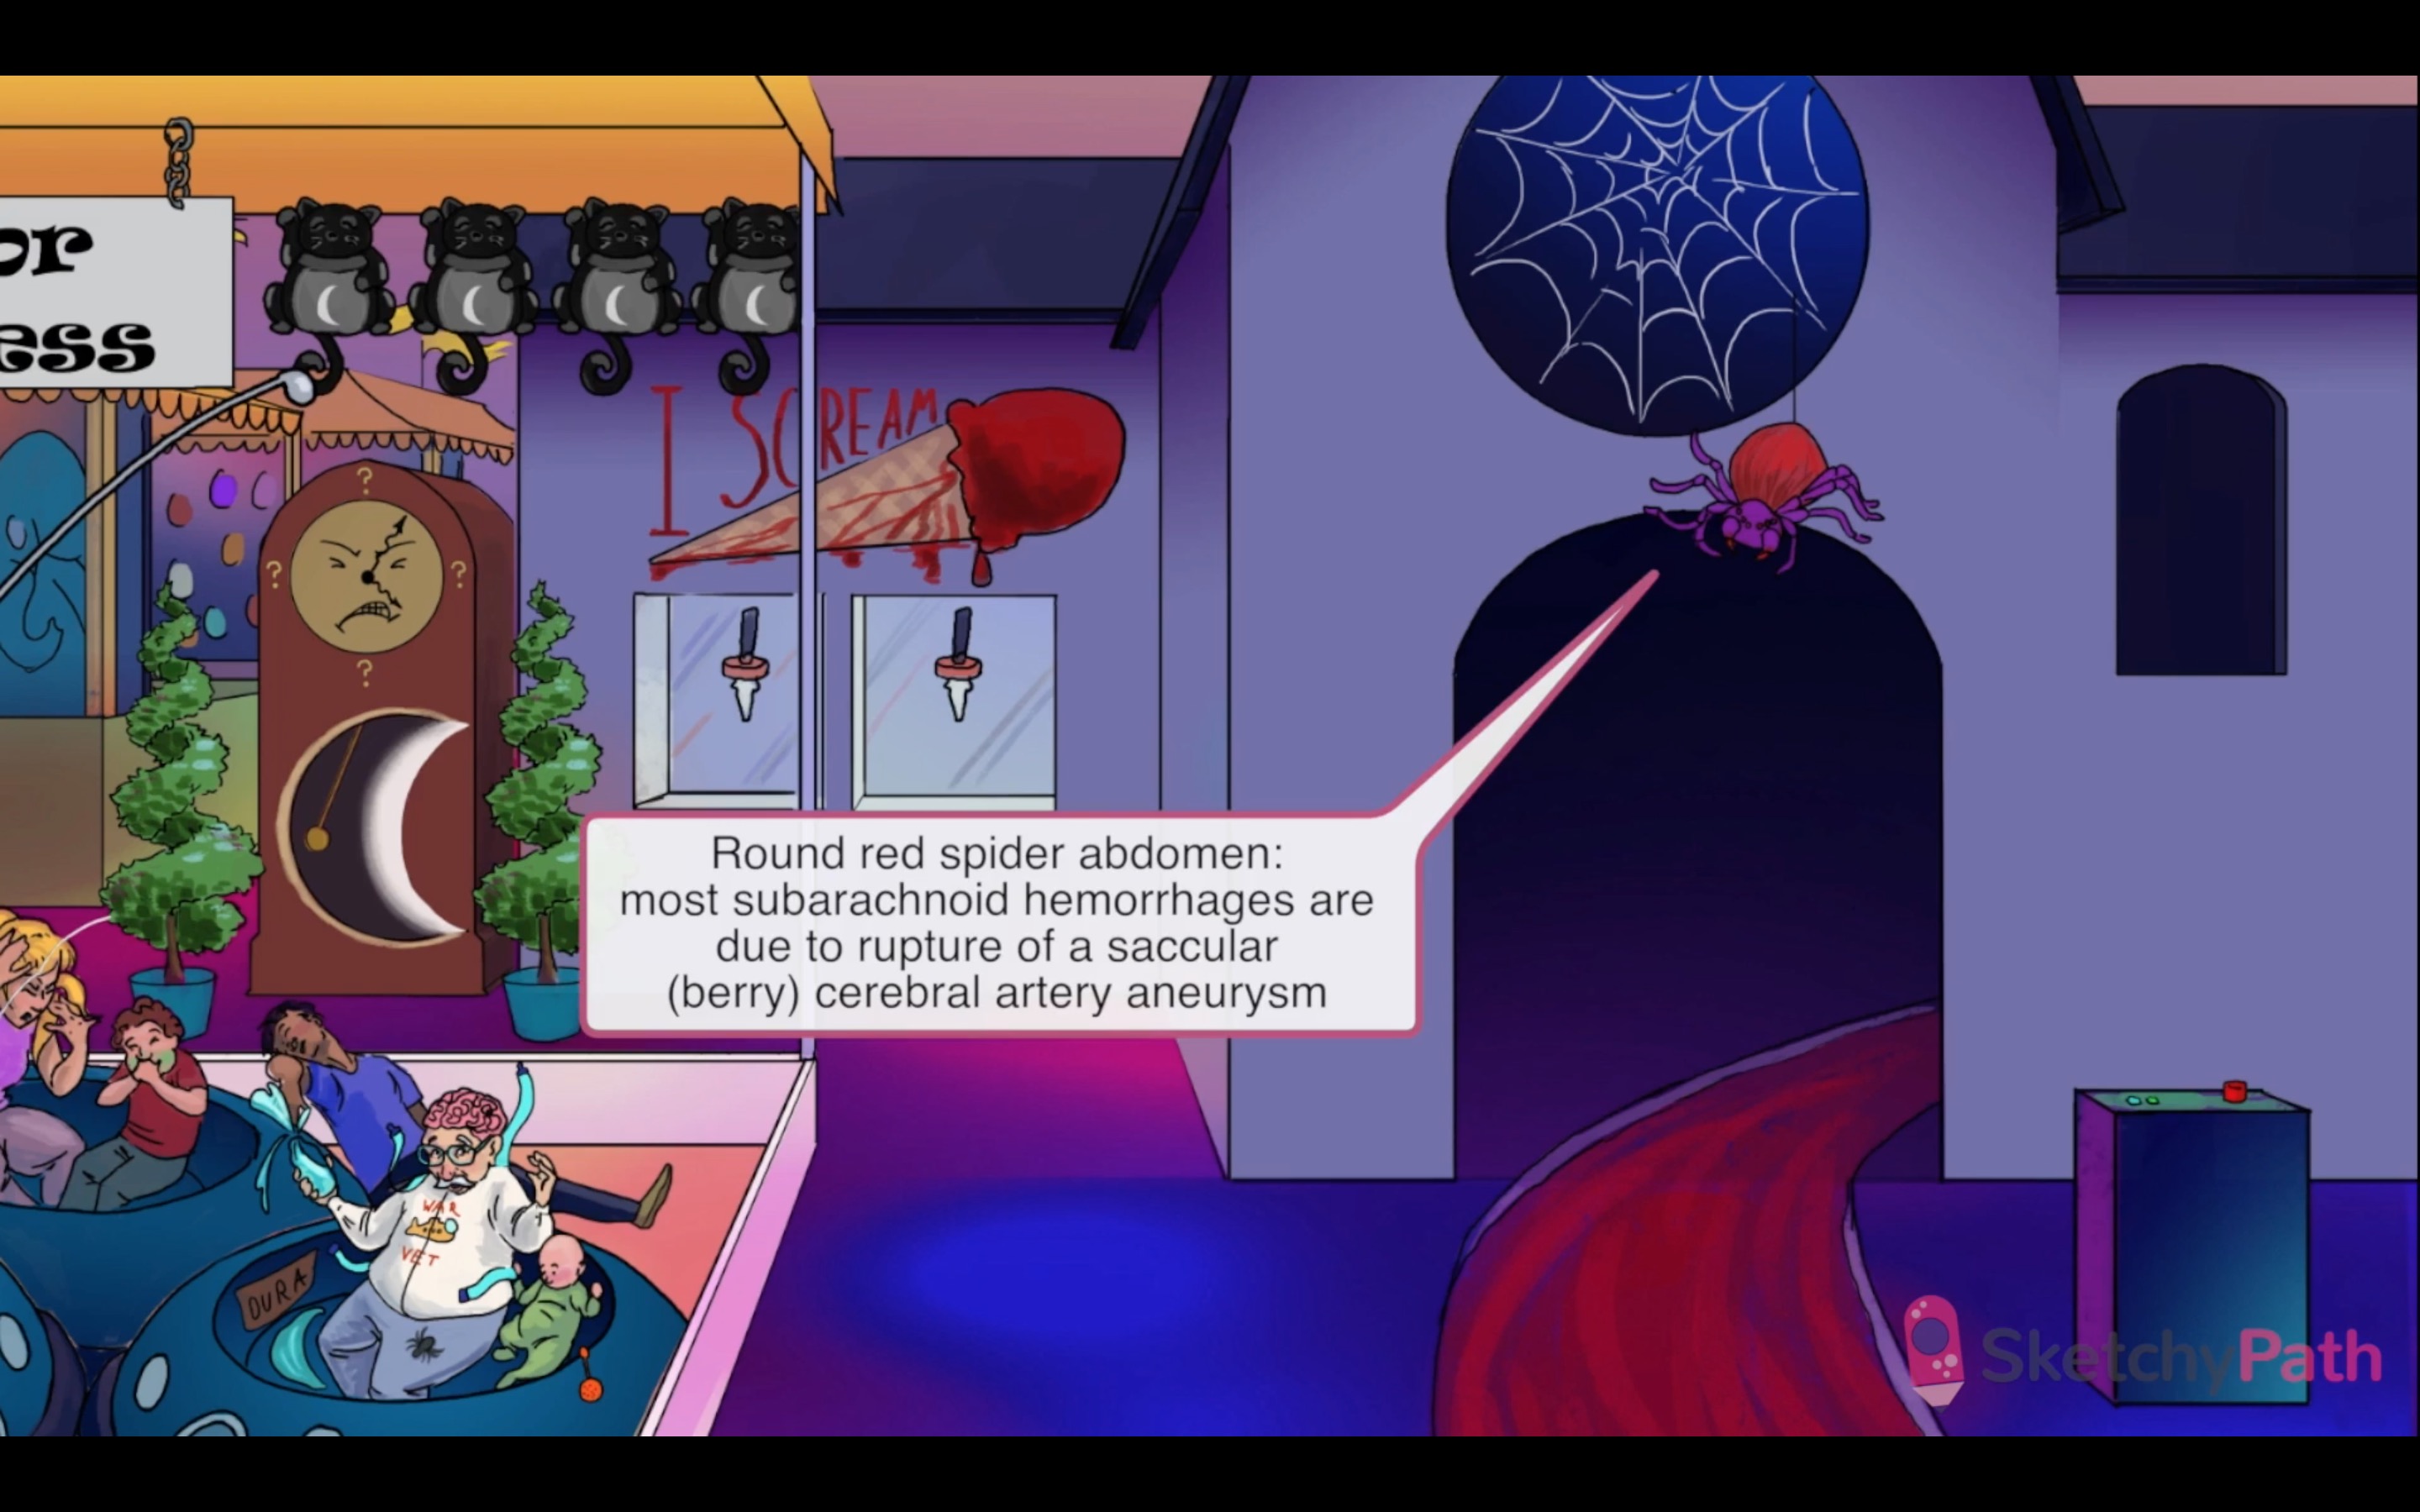 or
ess
I SCREAM
?
? ?
?
Round red spider abdomen:
most subarachnoid hemorrhages are
due to rupture of a saccular
(berry) cerebral artery aneurysm
WAR
VET
DURA
SketchyPath